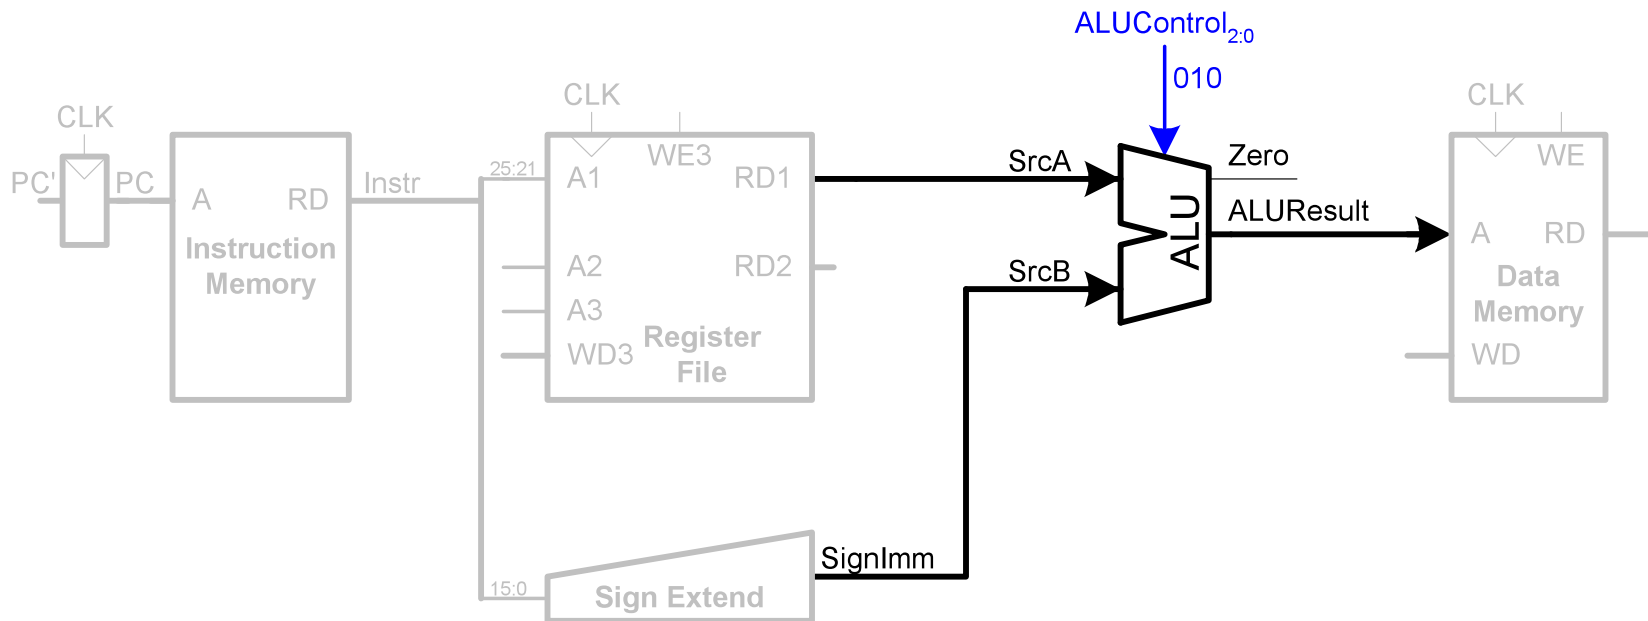 ALUControl2:0
010
CLK
PC'
PC
A
RD
Instruction
Memory
Instr
25:21
CLK
WE3
A1
RD1
A2
RD2
A3
WD3
Register
File
SrcA
SrcB
ALU
Zero
ALUResult
CLK
WE
A
RD
Data
Memory
WD
SignImm
15:0
Sign Extend